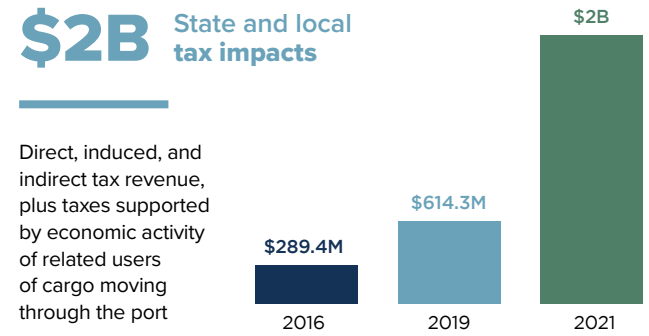 $2B
State and local
tax impacts
Direct, induced, and
indirect tax revenue,
plus taxes supported
by economic activity
of related users
of cargo moving
through the port
$289.4M
$614.3M
$2B
2016
2019
2021